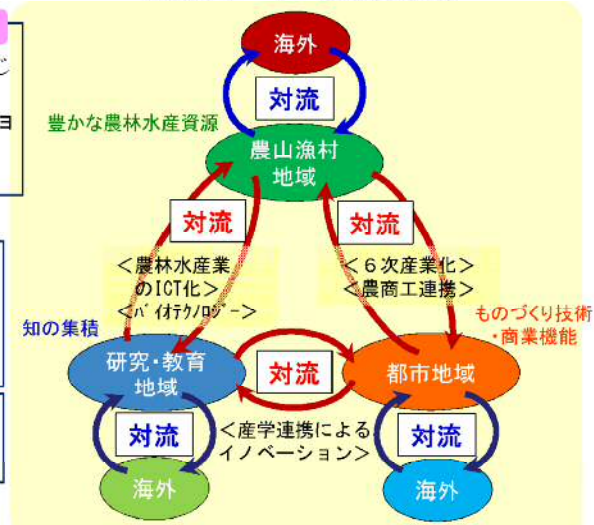 海外
じ
対流
ョ
豊かな農林水産資源
農山漁村
地域
対流
対流
＜農林水産業
のICT化＞
＜バイオテクノロジー＞
＜６次産業化＞
＜農商工連携＞
知の集積
ものづくり技術
・商業機能
研究・教育
地域
対流
都市地域
対流
＜産学連携による
イノベーション＞
対流
海外
海外